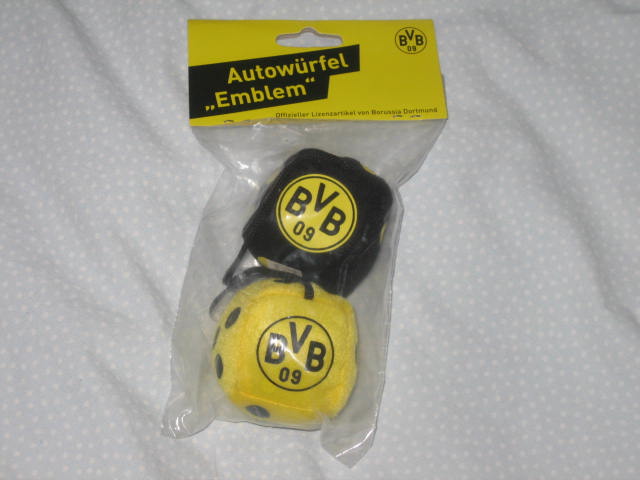 BVB
09
Autowürfel
„Emblem“
Offizieller Lizenzartikel von Borussia Dortmund
BVB
09
BVB
09